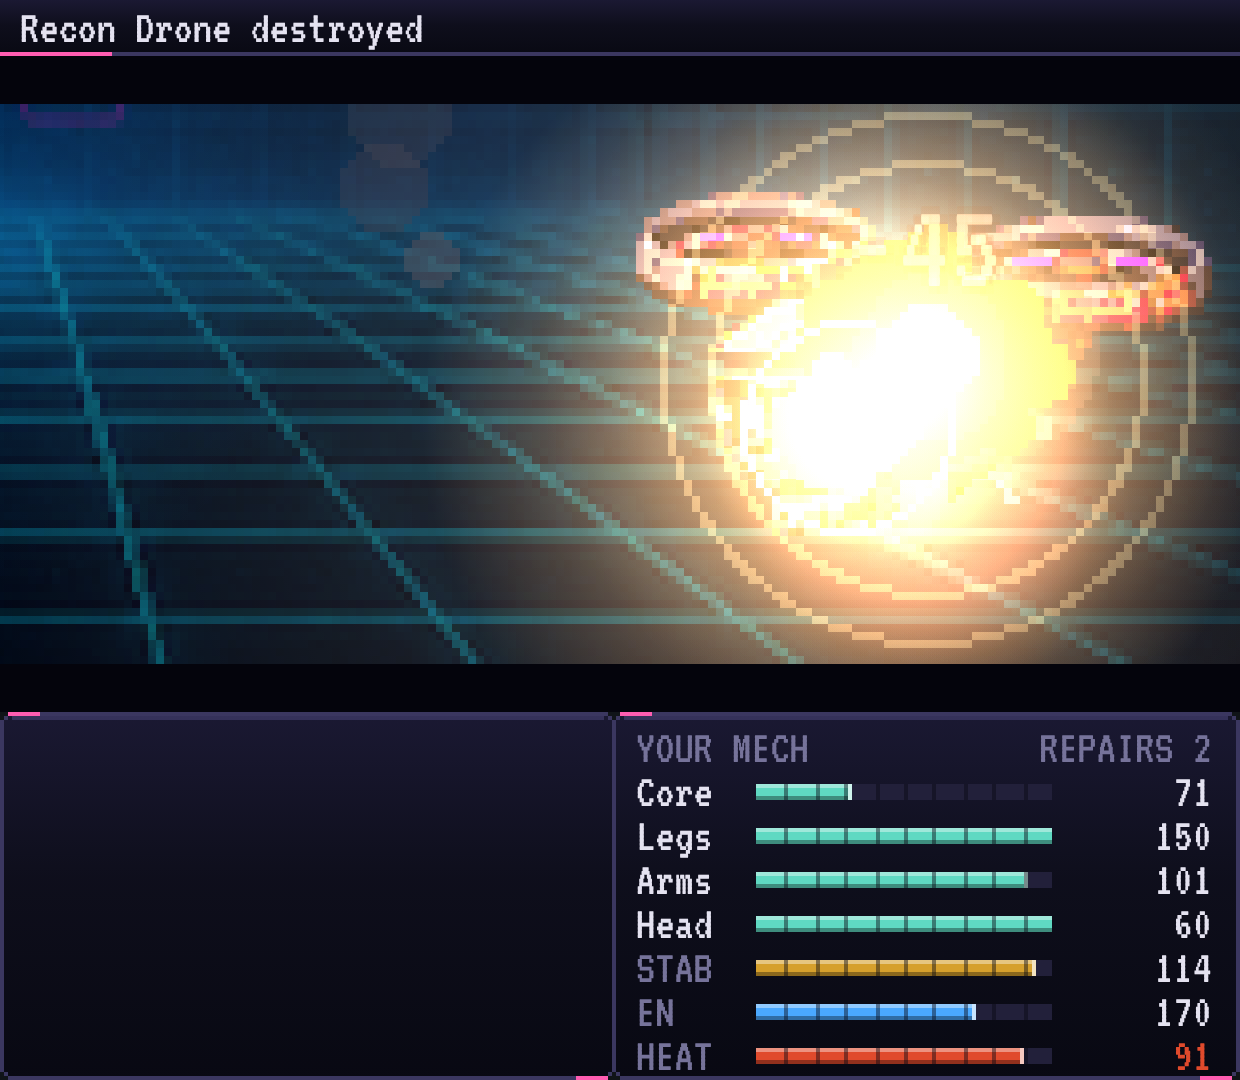 Recon Drone destroyed
-45
YOUR MECH REPAIRS 2
Core 71
Legs 150
Arms 101
Head 60
STAB 114
EN 170
HEAT 91